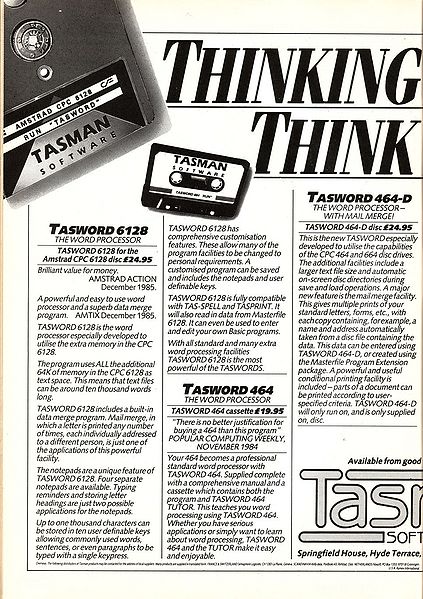 THINKING
THINK
AMSTRAD CPC 6128
RUN "TASWORD"
TASMAN
SOFTWARE
TASMAN
SOFTWARE
TASWORD 464 RUN"
TASWORD 6128
THE WORD PROCESSOR
TASWORD 6128 for the
Amstrad CPC 6128 disc £24.95
Brilliant value for money.
AMSTRAD ACTION
December 1985.
A powerful and easy to use word
processor and a superb data merge
program. AMTIX December 1985.
TASWORD 6128 is the word
processor especially developed to
utilise the extra memory in the CPC
6128.
The program uses ALL the additional
64K of memory in the CPC 6128 as
text space. This means that text files
can be around ten thousand words
long.
TASWORD 6128 includes a built-in
data merge program. Mail merge, in
which a letter is printed any number
of times, each individually addressed
to a different person, is just one of
the applications of this powerful
facility.
The notepads are a unique feature of
TASWORD 6128. Four separate
notepads are available. Typing
reminders and storing letter
headings are just two possible
applications for the notepads.
Up to one thousand characters can
be stored in ten user definable keys
allowing commonly used words,
sentences, or even paragraphs to be
typed with a single keypress.
TASWORD 6128 has
comprehensive customisation
features. These allow many of the
program facilities to be changed to
personal requirements. A
customised program can be saved
and includes the notepads and user
definable keys.
TASWORD 6128 is fully compatible
with TAS-SPELL and TASPRINT. It
will also read in data from Masterfile
6128. It can even be used to enter
and edit your own Basic programs.
With all standard and many extra
word processing facilities
TASWORD 6128 is the most
powerful of the TASWORDS.
TASWORD 464
THE WORD PROCESSOR
TASWORD 464 cassette £19.95
"There is no better justification for
buying a 464 than this program"
POPULAR COMPUTING WEEKLY,
NOVEMBER 1984
Your 464 becomes a professional
standard word processor with
TASWORD 464. Supplied complete
with a comprehensive manual and a
cassette which contains both the
program and TASWORD 464
TUTOR. This teaches you word
processing using TASWORD 464.
Whether you have serious
applications or simply want to learn
about word processing, TASWORD
464 and the TUTOR make it easy
and enjoyable.
TASWORD 464-D
THE WORD PROCESSOR—
WITH MAIL MERGE!
TASWORD 464-D disc £24.95
This is the new TASWORD especially
developed to utilise the capabilities
of the CPC 464 and 664 disc drives.
The additional facilities include a
larger text file size and automatic
on-screen disc directories during
save and load operations. A major
new feature is the mail merge facility.
This gives multiple prints of your
standard letters, forms, etc., with
each copy containing, for example, a
name and address automatically
taken from a disc file containing the
data. This data can be entered using
TASWORD 464-D, or created using
the Masterfile Program Extension
package. A powerful and useful
conditional printing facility is
included – parts of a document can
be printed according to user-
specified criteria. TASWORD 464-D
will only run on, and is only supplied
on, disc.
Available from good
Tas
SOFT
Springfield House, Hyde Terrace,